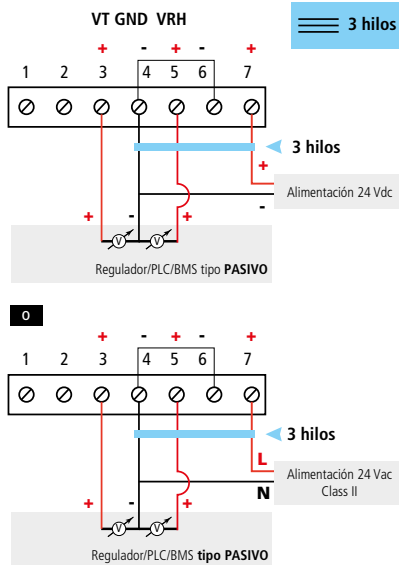 VT GND VRH
3 hilos
+ - + - +
1 2 3 4 5 6 7
3 hilos
+
Alimentación 24 Vdc
-
+ - +
V V
Regulador/PLC/BMS tipo PASIVO
o
+ - + - +
1 2 3 4 5 6 7
3 hilos
L
Alimentación 24 Vac
Class II
N
+ - +
V V
Regulador/PLC/BMS tipo PASIVO